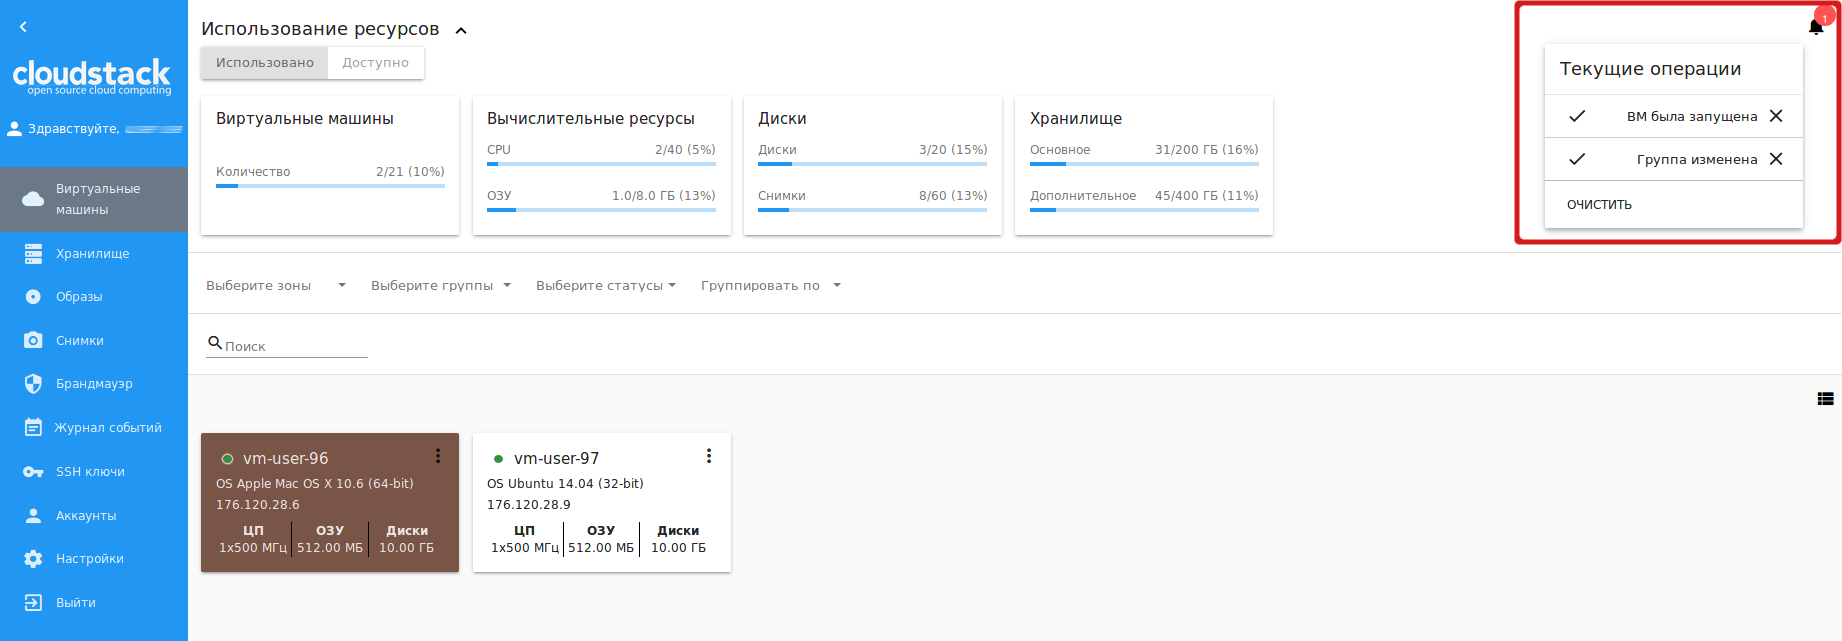 cloudstack
open source cloud computing
Здравствуйте,
Виртуальные
машины
Хранилище
Образы
Снимки
Брандмауэр
Журнал событий
SSH ключи
Аккаунты
Настройки
Выйти
Использование ресурсов
Использовано Доступно
Виртуальные машины
Количество 2/21 (10%)
Вычислительные ресурсы
CPU 2/40 (5%)
ОЗУ 1.0/8.0 ГБ (13%)
Диски
Диски 3/20 (15%)
Снимки 8/60 (13%)
Хранилище
Основное 31/200 ГБ (16%)
Дополнительное 45/400 ГБ (11%)
1
Текущие операции
ВМ была запущена
Группа изменена
ОЧИСТИТЬ
Выберите зоны Выберите группы Выберите статусы Группировать по
Поиск
vm-user-96
OS Apple Mac OS X 10.6 (64-bit)
176.120.28.6
ЦП ОЗУ Диски
1x500 МГц 512.00 МБ 10.00 ГБ
vm-user-97
OS Ubuntu 14.04 (32-bit)
176.120.28.9
ЦП ОЗУ Диски
1x500 МГц 512.00 МБ 10.00 ГБ